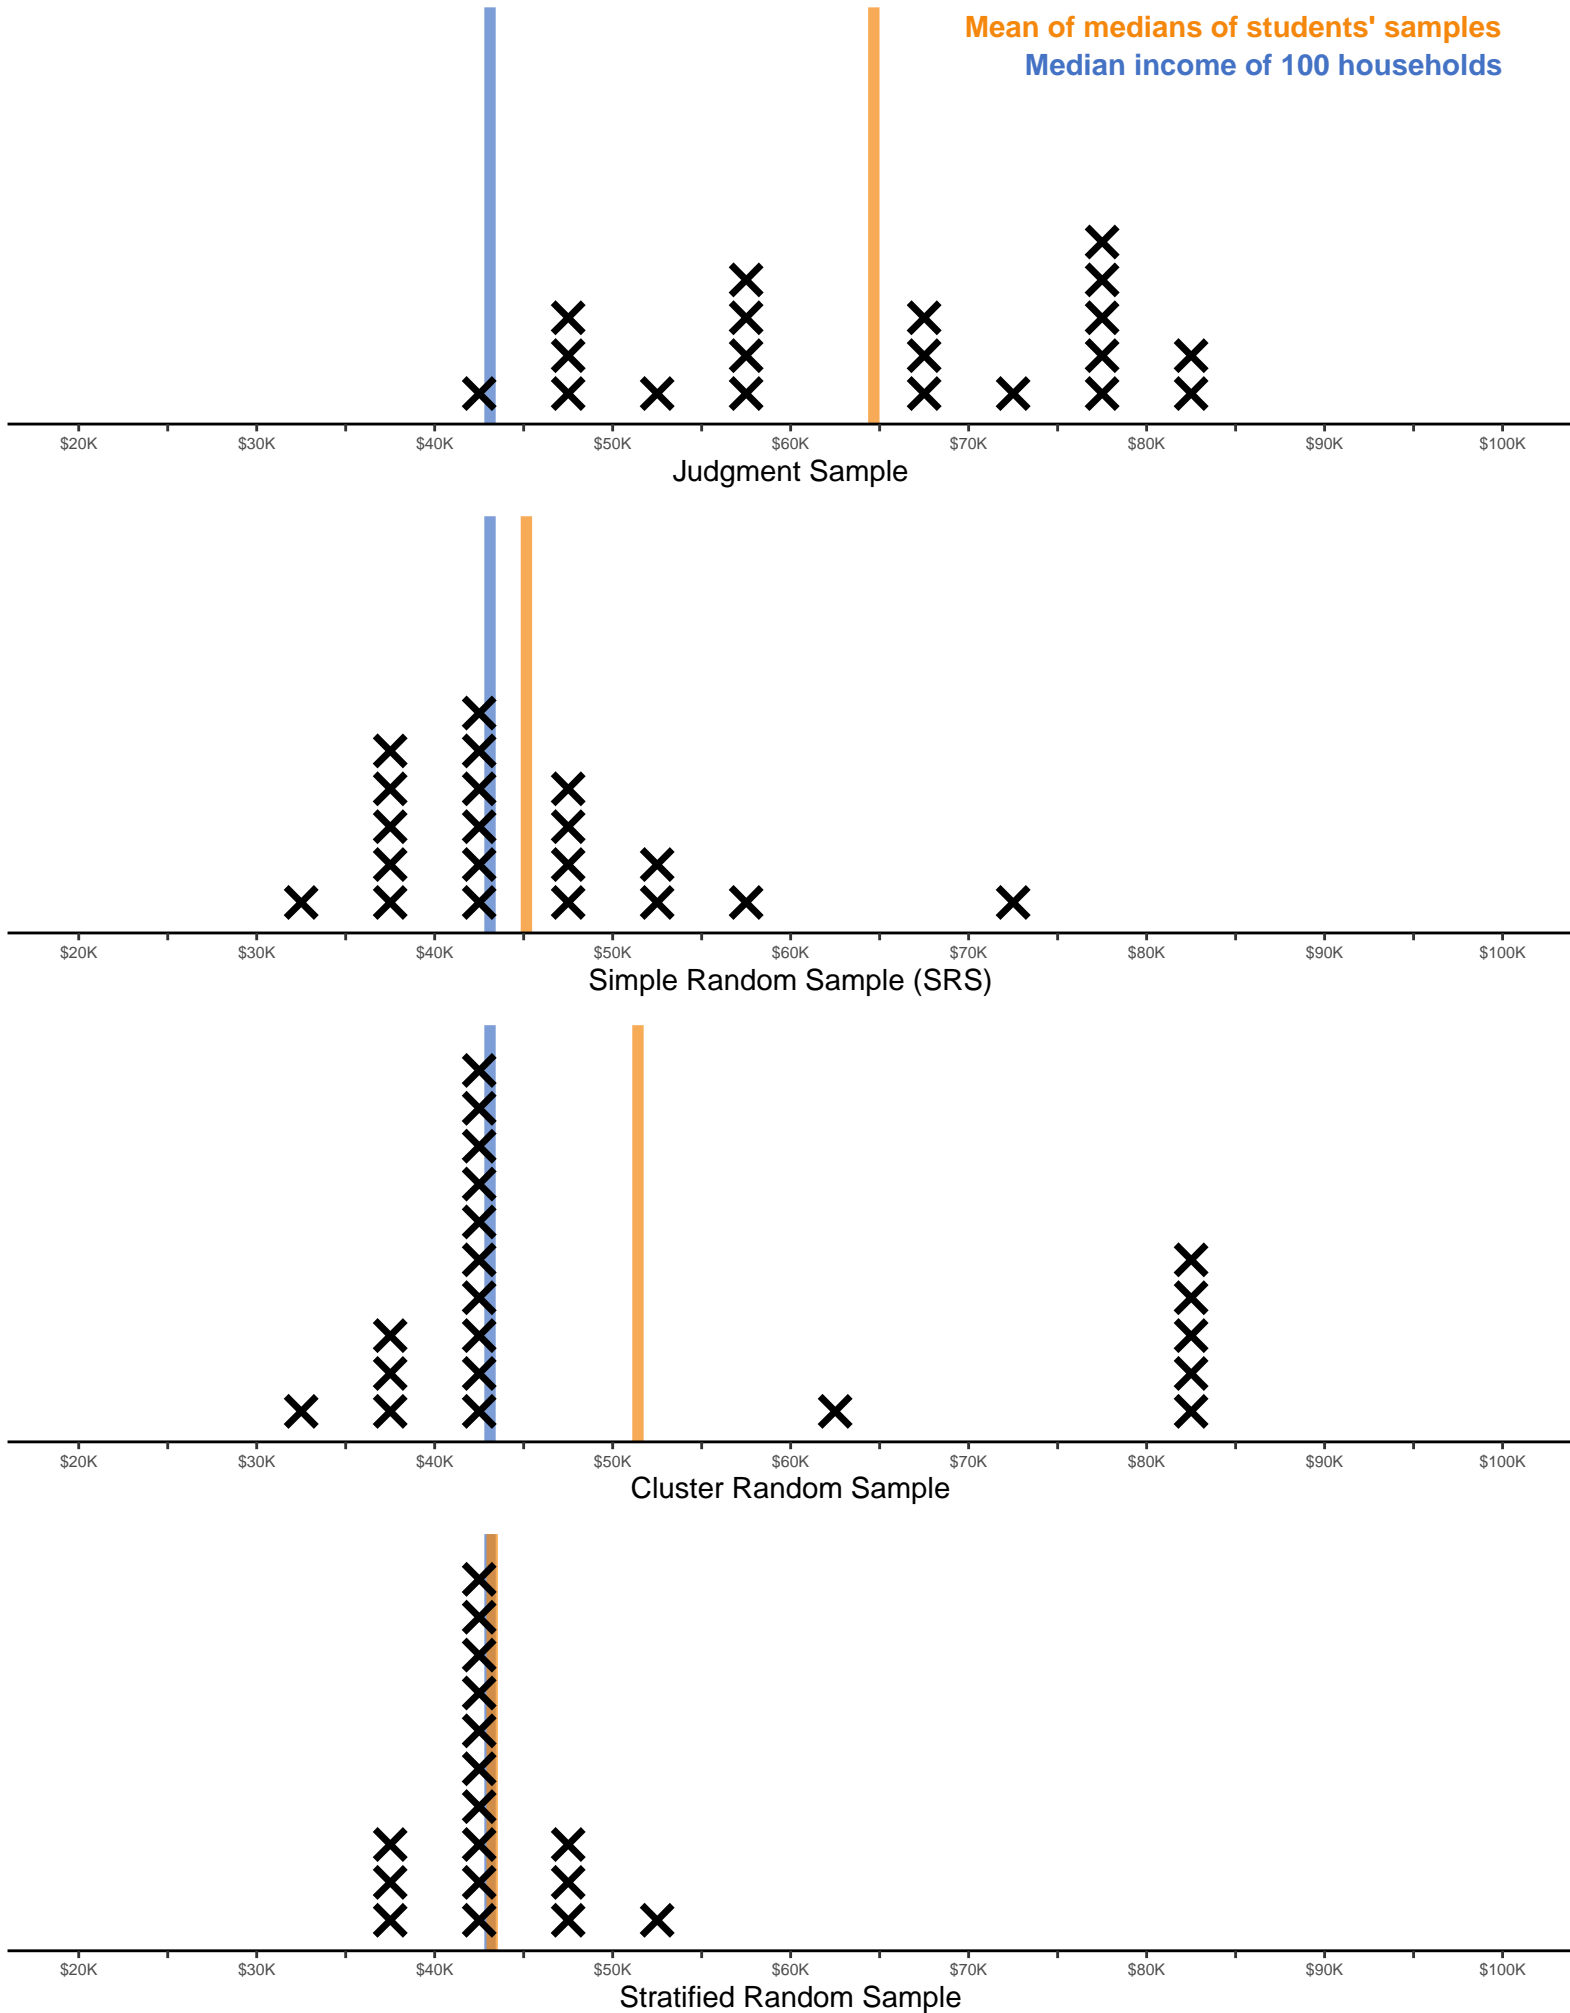 Mean of medians of students' samples
Median income of 100 households
$20K $30K $40K $50K $60K $70K $80K $90K $100K
Judgment Sample
$20K $30K $40K $50K $60K $70K $80K $90K $100K
Simple Random Sample (SRS)
$20K $30K $40K $50K $60K $70K $80K $90K $100K
Cluster Random Sample
$20K $30K $40K $50K $60K $70K $80K $90K $100K
Stratified Random Sample